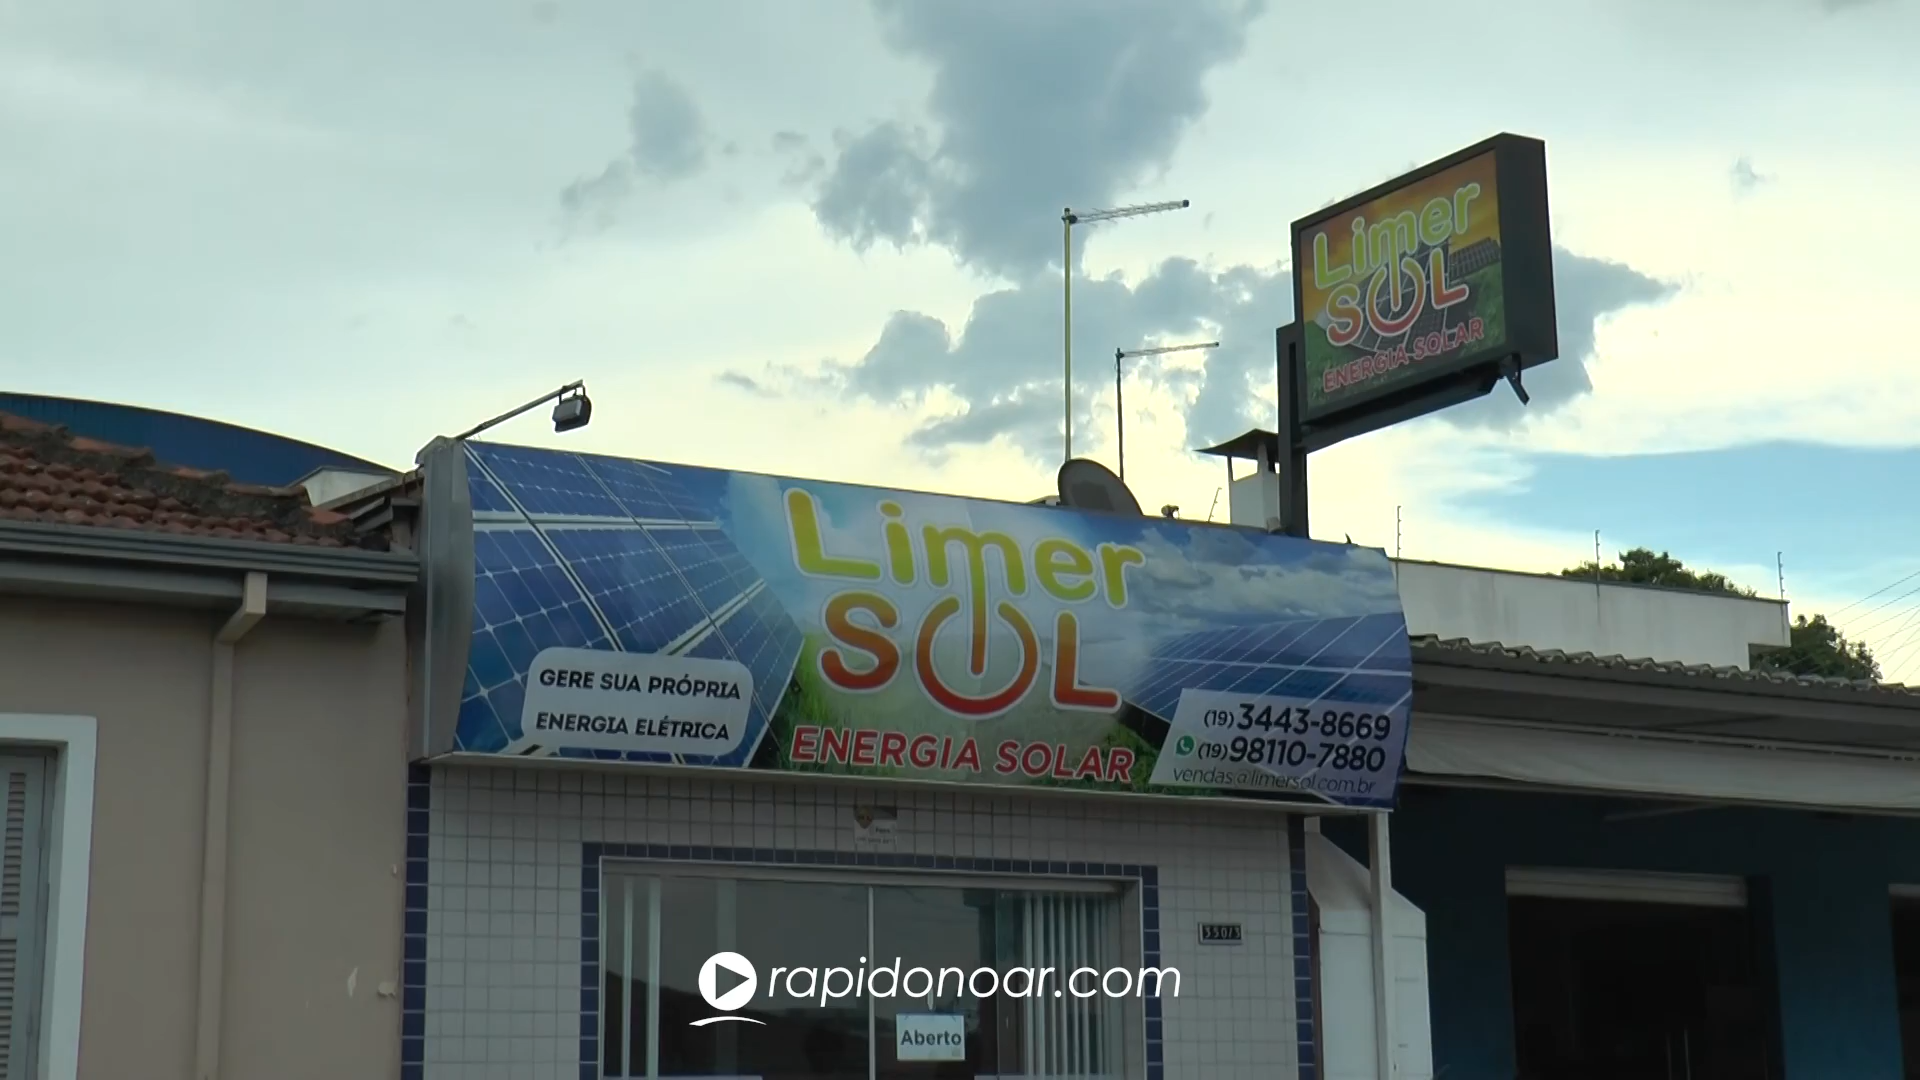 Limer
SOL
ENERGIA SOLAR
Limer
SOL
ENERGIA SOLAR
GERE SUA PRÓPRIA
ENERGIA ELÉTRICA
(19) 3443-8669
(19) 98110-7880
vendas@limersol.com.br
rapidonoar.com
Aberto